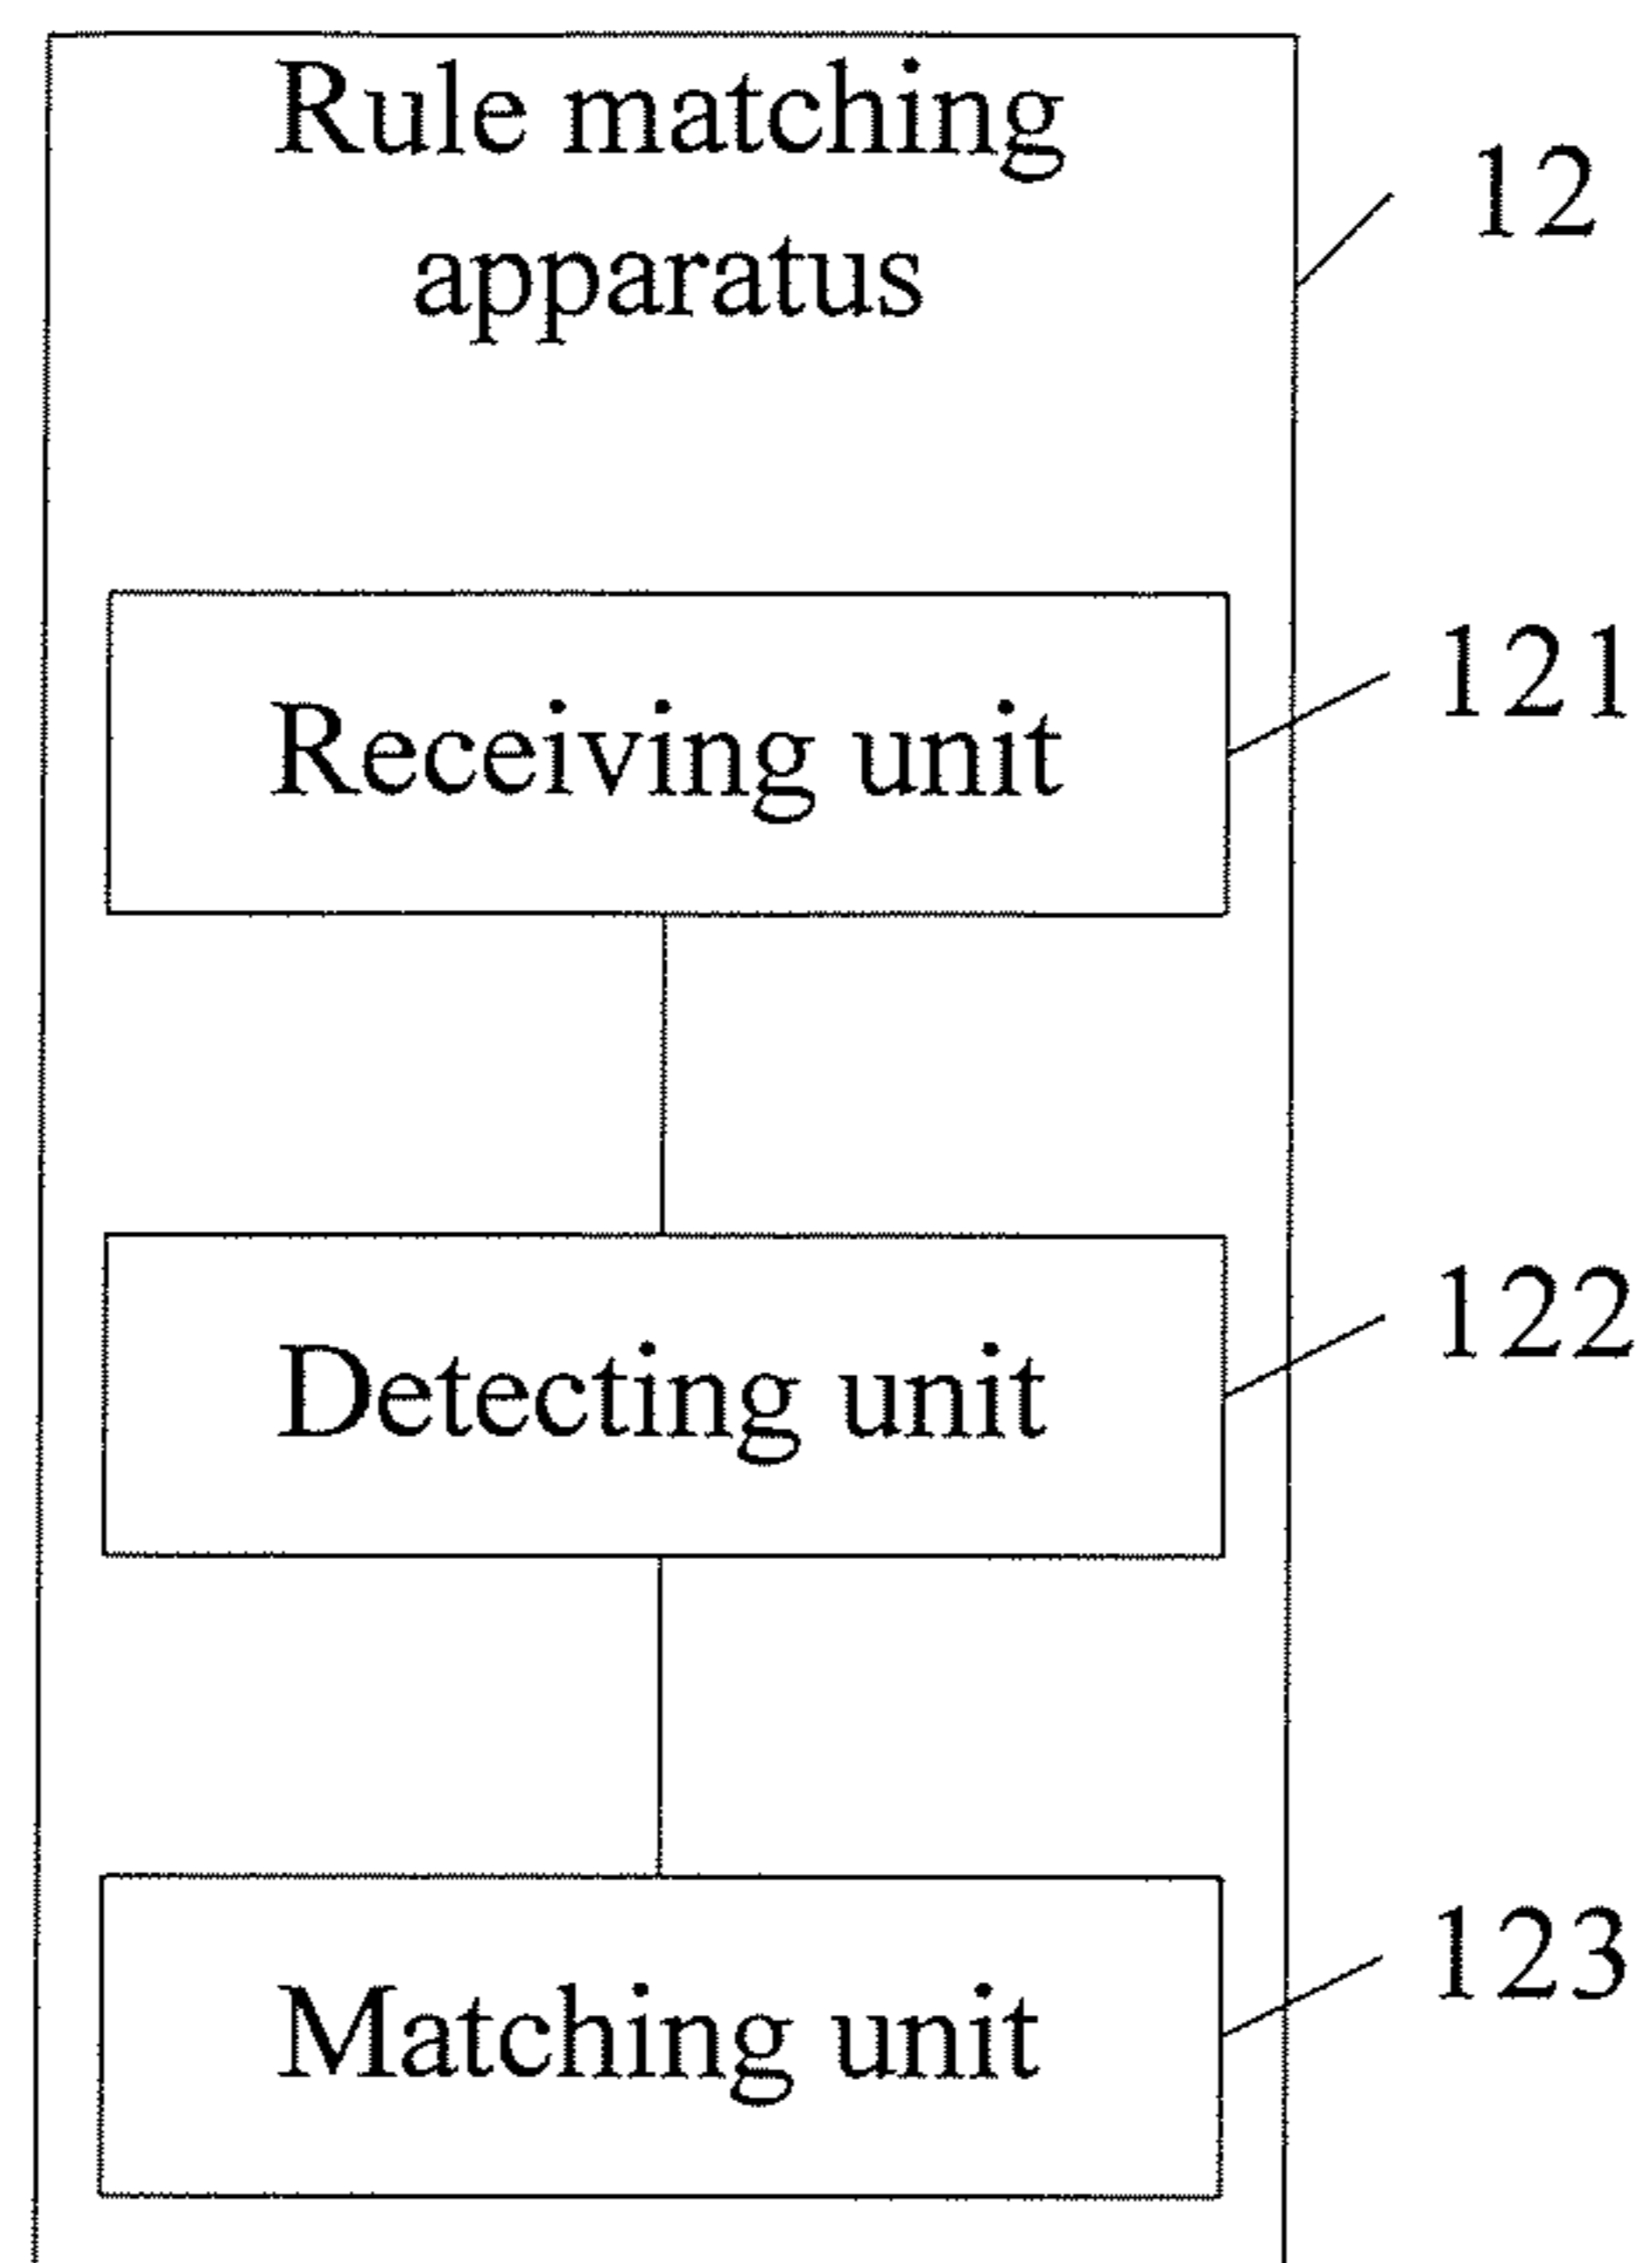 Rule matching
apparatus
12
Receiving unit
121
Detecting unit
122
Matching unit
123